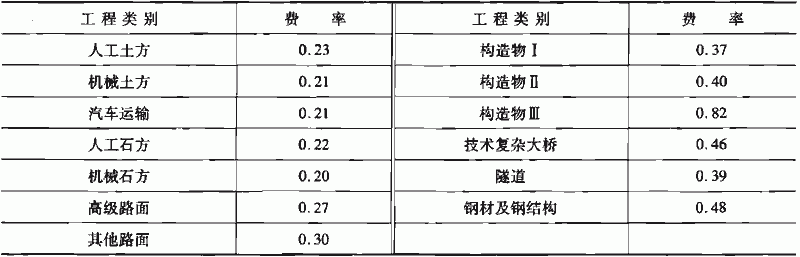 工程类别 费率 工程类别 费率
人工土方 0.23 构造物Ⅰ 0.37
机械土方 0.21 构造物Ⅱ 0.40
汽车运输 0.21 构造物Ⅲ 0.82
人工石方 0.22 技术复杂大桥 0.46
机械石方 0.20 隧道 0.39
高级路面 0.27 钢材及钢结构 0.48
其他路面 0.30